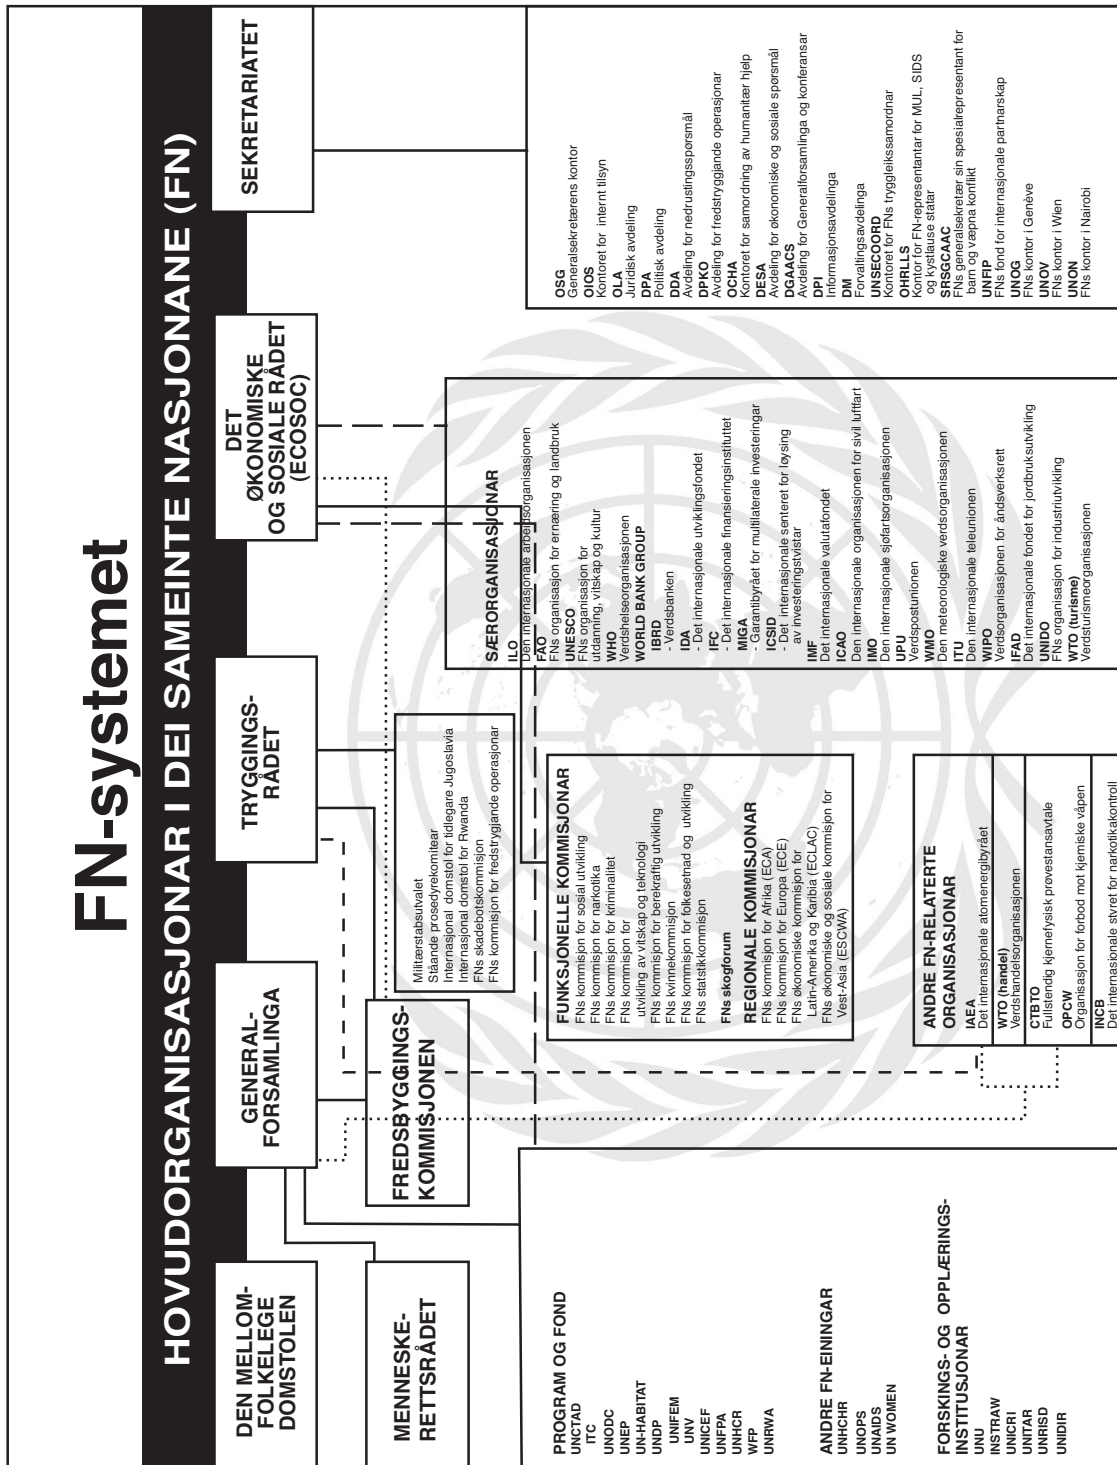 FN-systemet
HOVUDORGANISASJONAR I DEI SAMEINTE NASJONANE (FN)
DEN MELLOM-
FOLKELEGE
DOMSTOLEN
GENERAL-
FORSAMLINGA
TRYGGINGS-
RÅDET
DET
ØKONOMISKE
OG SOSIALE RÅDET
(ECOSOC)
SEKRETARIATET
MENNESKE-
RETTSRÅDET
FREDSBYGGINGS-
KOMMISJONEN
Militærstabsutvalet
Ståande prosedyrekomitear
Internasjonal domstol for tidlegare Jugoslavia
Internasjonal domstol for Rwanda
FNs skadebotskommisjon
FNs kommisjon for fredstrygjande operasjonar
PROGRAM OG FOND
UNCTAD
ITC
UNODC
UNEP
UN-HABITAT
UNDP
UNIFEM
UNV
UNICEF
UNFPA
UNHCR
WFP
UNRWA
ANDRE FN-EININGAR
UNHCHR
UNOPS
UNAIDS
UN WOMEN
FORSKINGS- OG OPPLÆRINGS-
INSTITUSJONAR
UNU
INSTRAW
UNICRI
UNITAR
UNRISD
UNIDIR
FUNKSJONELLE KOMMISJONAR
FNs kommisjon for sosial utvikling
FNs kommisjon for narkotika
FNs kommisjon for kriminalitet
FNs kommisjon for
utvikling av vitskap og teknologi
FNs kommisjon for berekraftig utvikling
FNs kvinnekommisjon
FNs kommisjon for folkesetnad og utvikling
FNs statstikkommisjon
FNs skogforum
REGIONALE KOMMISJONAR
FNs kommisjon for Afrika (ECA)
FNs kommisjon for Europa (ECE)
FNs økonomiske kommisjon for
Latin-Amerika og Karibia (ECLAC)
FNs økonomiske og sosiale kommisjon for
Vest-Asia (ESCWA)
ANDRE FN-RELATERTE
ORGANISASJONAR
IAEA
Det internasjonale atomenergibyrået
WTO (handel)
Verdshandelsorganisasjonen
CTBTO
Fullstendig kjernefysisk prøvestansavtale
OPCW
Organisasjon for forbod mot kjemiske våpen
INCB
Det internasjonale styret for narkotikakontroll
SÆRORGANISASJONAR
ILO
Den internasjonale arbeidsorganisasjonen
FAO
FNs organisasjon for ernæring og landbruk
UNESCO
FNs organisasjon for
utdanning, vitskap og kultur
WHO
Verdshelseorganisasjonen
WORLD BANK GROUP
IBRD
- Verdsbanken
IDA
- Det internasjonale utviklingsfondet
IFC
- Det internasjonale finansieringsinstituttet
MIGA
- Garantibyrået for multilaterale investeringar
ICSID
- Det internasjonale senteret for løysing
av investeringstvistar
IMF
Det internasjonale valutafondet
ICAO
Den internasjonale organisasjonen for sivil luftfart
IMO
Den internasjonale sjøfartsorganisasjonen
UPU
Verdspostunionen
WMO
Den meteorologiske verdsorganisasjonen
ITU
Den internasjonale teleunionen
WIPO
Verdsorganisasjonen for åndsverksrett
IFAD
Det internasjonale fondet for jordbruksutvikling
UNIDO
FNs organisasjon for industriutvikling
WTO (turisme)
Verdsturismeorganisasjonen
OSG
Generalsekretærens kontor
OIOS
Kontoret for internt tilsyn
OLA
Juridisk avdeling
DPA
Politisk avdeling
DDA
Avdeling for nedrustingsspørsmål
DPKO
Avdeling for fredstryggjande operasjonar
OCHA
Kontoret for samordning av humanitær hjelp
DESA
Avdeling for økonomiske og sosiale spørsmål
DGAACS
Avdeling for Generalforsamlinga og konferansar
DPI
Informasjonsavdelinga
DM
Forvaltingsavdelinga
UNSECOORD
Kontoret for FNs tryggleikssamordnar
OHRLLS
Kontor for FN-representantar for MUL, SIDS
og kystlause statar
SRSGCAAC
FNs generalsekretær sin spesialrepresentant for
barn og væpna konflikt
UNFIP
FNs fond for internasjonale partnarskap
UNOG
FNs kontor i Genève
UNOV
FNs kontor i Wien
UNON
FNs kontor i Nairobi